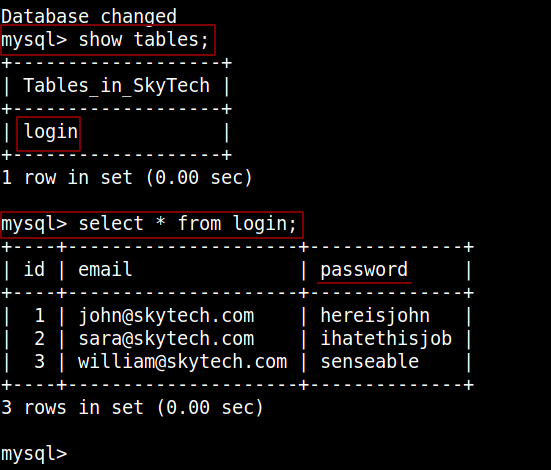 Database changed
mysql> show tables;
+-------------------+
| Tables_in_SkyTech |
+-------------------+
| login             |
+-------------------+
1 row in set (0.00 sec)

mysql> select * from login;
+----+---------------------+--------------+
| id | email               | password     |
+----+---------------------+--------------+
|  1 | john@skytech.com    | hereisjohn   |
|  2 | sara@skytech.com    | ihatethisjob |
|  3 | william@skytech.com | senseable    |
+----+---------------------+--------------+
3 rows in set (0.00 sec)

mysql>